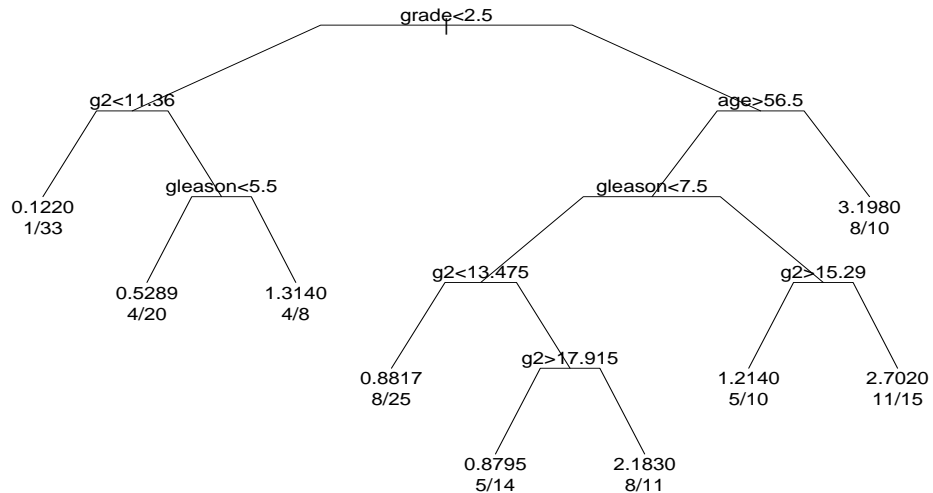 grade<2.5
g2<11.36
age>56.5
gleason<5.5
gleason<7.5
0.1220
1/33
3.1980
8/10
g2<13.475
g2>15.29
0.5289
4/20
1.3140
4/8
g2>17.915
0.8817
8/25
1.2140
5/10
2.7020
11/15
0.8795
5/14
2.1830
8/11